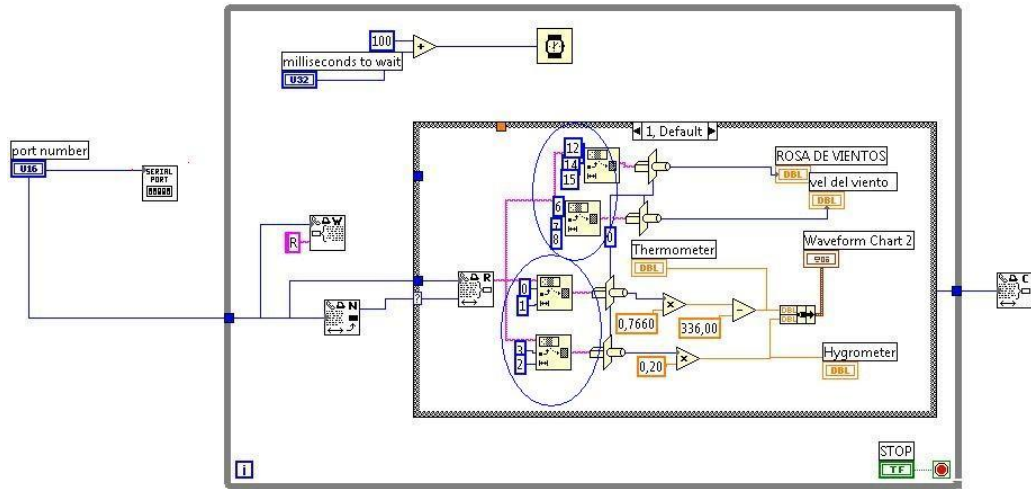 100
+
milliseconds to wait
U32
1, Default
port number
U16
SERIAL
PORT
12
14
15
ROSA DE VIENTOS
DBL
vel del viento
DBL
6
7
8
0
W
R
Thermometer
DBL
Waveform Chart 2
R
C
0
1
N
?
0,7660
×
336,00
-
DBL
DBL
3
2
0,20
×
Hygrometer
DBL
i
STOP
TF